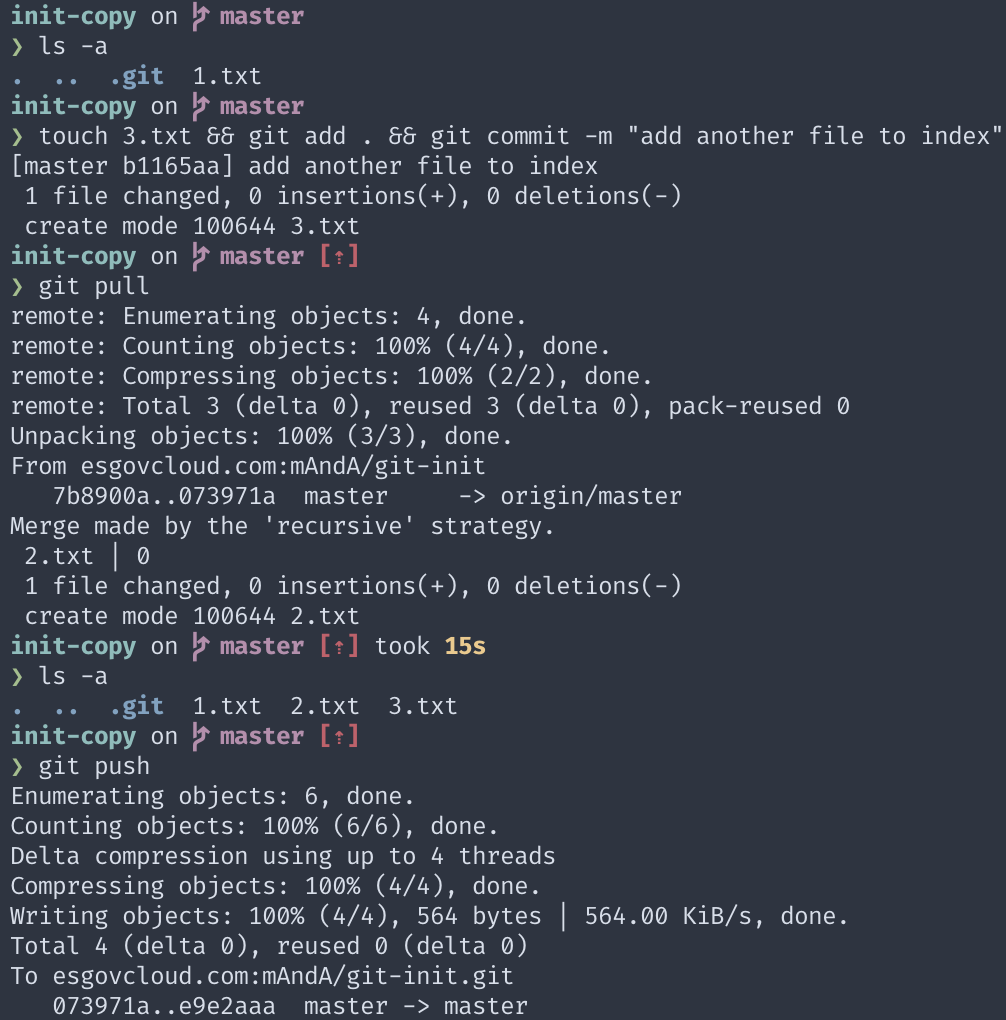 init-copy on master
❯ ls -a
.  ..  .git  1.txt
init-copy on master
❯ touch 3.txt && git add . && git commit -m "add another file to index"
[master b1165aa] add another file to index
 1 file changed, 0 insertions(+), 0 deletions(-)
 create mode 100644 3.txt
init-copy on master [⇡]
❯ git pull
remote: Enumerating objects: 4, done.
remote: Counting objects: 100% (4/4), done.
remote: Compressing objects: 100% (2/2), done.
remote: Total 3 (delta 0), reused 3 (delta 0), pack-reused 0
Unpacking objects: 100% (3/3), done.
From esgovcloud.com:mAndA/git-init
   7b8900a..073971a  master     -> origin/master
Merge made by the 'recursive' strategy.
 2.txt | 0
 1 file changed, 0 insertions(+), 0 deletions(-)
 create mode 100644 2.txt
init-copy on master [⇡] took 15s
❯ ls -a
.  ..  .git  1.txt  2.txt  3.txt
init-copy on master [⇡]
❯ git push
Enumerating objects: 6, done.
Counting objects: 100% (6/6), done.
Delta compression using up to 4 threads
Compressing objects: 100% (4/4), done.
Writing objects: 100% (4/4), 564 bytes | 564.00 KiB/s, done.
Total 4 (delta 0), reused 0 (delta 0)
To esgovcloud.com:mAndA/git-init.git
   073971a..e9e2aaa  master -> master